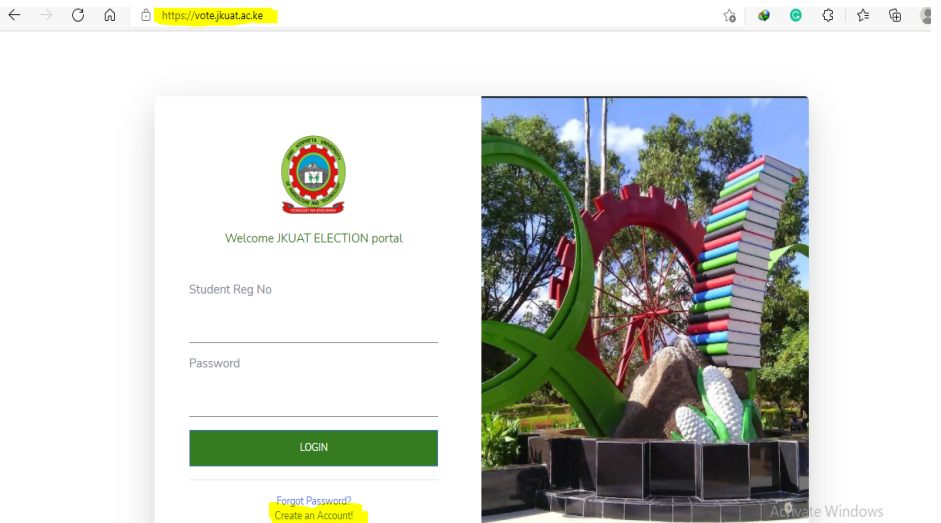 https://vote.jkuat.ac.ke
Welcome JKUAT ELECTION portal
Student Reg No
Password
LOGIN
Forgot Password?
Create an Account!
Activate Windows